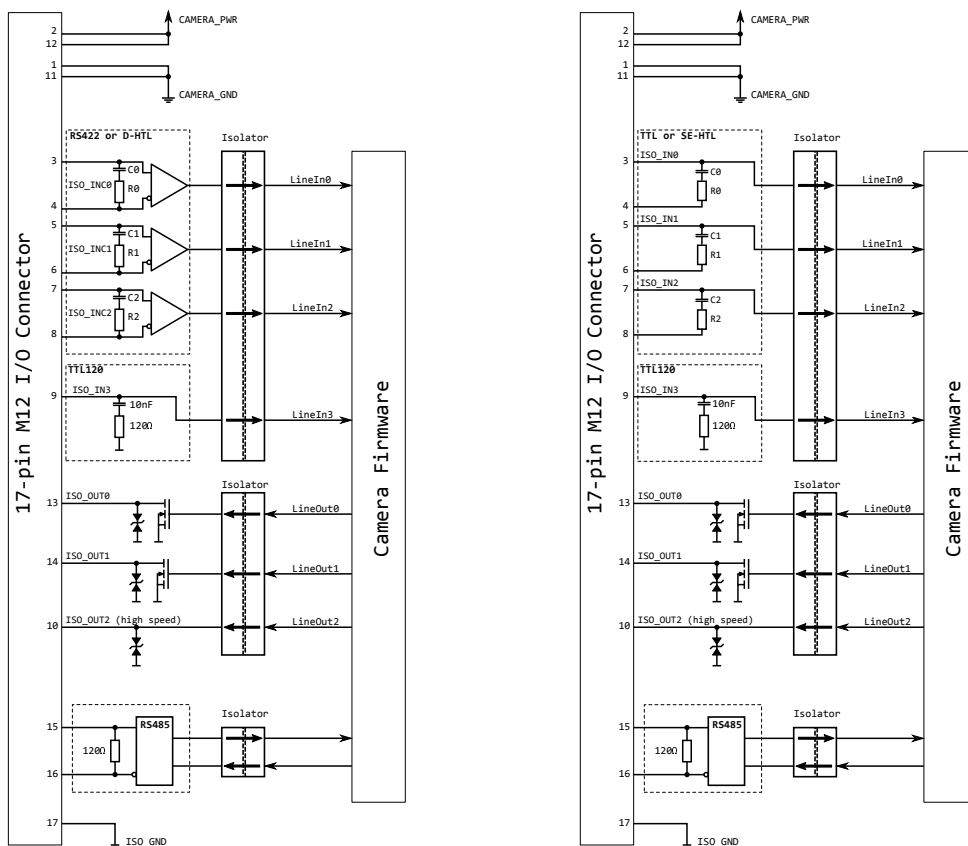 CAMERA_PWR
2
12
1
11
CAMERA_GND
RS422 or D-HTL
Isolator
3
C0
ISO_INC0
R0
LineIn0
4
5
C1
ISO_INC1
R1
LineIn1
6
7
C2
ISO_INC2
R2
LineIn2
8
TTL120
9
ISO_IN3
10nF
120Ω
LineIn3
17-pin M12 I/O Connector
Camera Firmware
Isolator
13
ISO_OUT0
LineOut0
14
ISO_OUT1
LineOut1
10
ISO_OUT2 (high speed)
LineOut2
Isolator
15
RS485
120Ω
16
17
ISO GND
CAMERA_PWR
2
12
1
11
CAMERA_GND
TTL or SE-HTL
Isolator
3
ISO_IN0
C0
R0
LineIn0
4
5
ISO_IN1
C1
R1
LineIn1
6
7
ISO_IN2
C2
R2
LineIn2
8
TTL120
9
ISO_IN3
10nF
120Ω
LineIn3
17-pin M12 I/O Connector
Camera Firmware
Isolator
13
ISO_OUT0
LineOut0
14
ISO_OUT1
LineOut1
10
ISO_OUT2 (high speed)
LineOut2
Isolator
15
RS485
120Ω
16
17
ISO GND